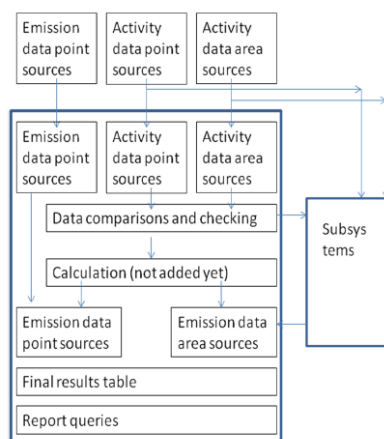 Emission
data point
sources
Activity
data point
sources
Activity
data area
sources
Emission
data point
sources
Activity
data point
sources
Activity
data area
sources
Data comparisons and checking
Subsys
tems
Calculation (not added yet)
Emission data
point sources
Emission data
area sources
Final results table
Report queries